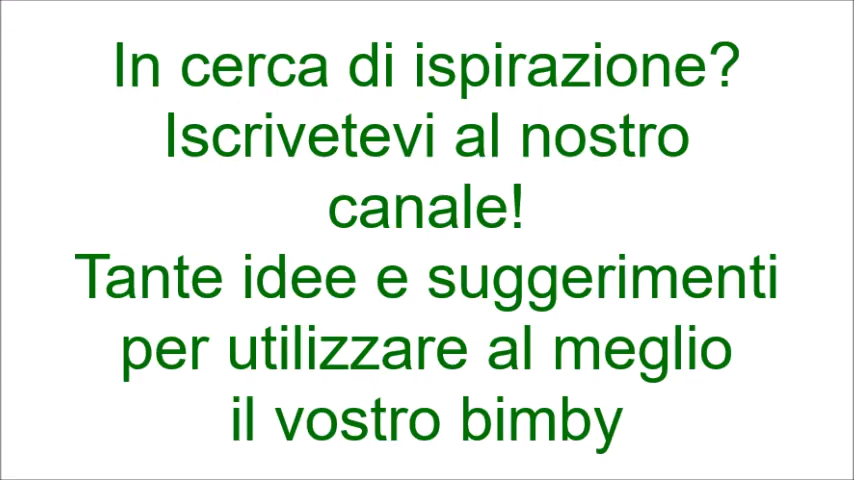 In cerca di ispirazione?
Iscrivetevi al nostro
canale!
Tante idee e suggerimenti
per utilizzare al meglio
il vostro bimby